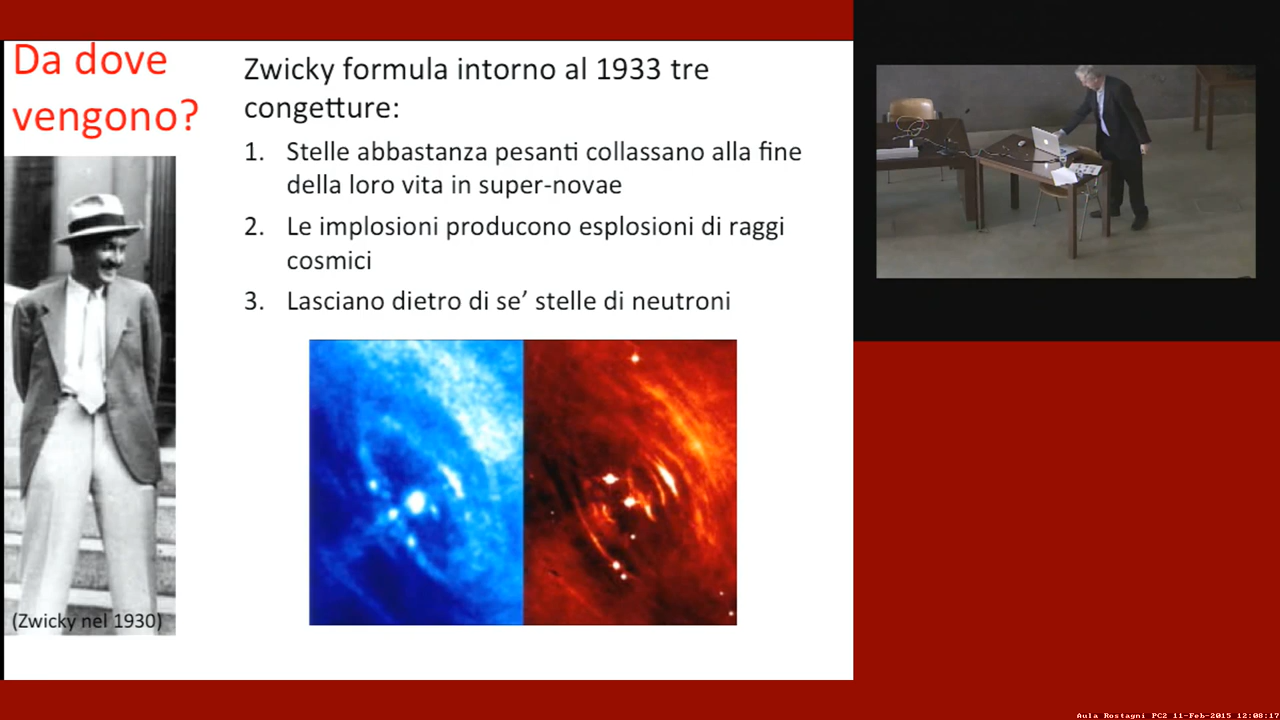 Da dove
vengono?
Zwicky formula intorno al 1933 tre
congetture:
1. Stelle abbastanza pesanti collassano alla fine
della loro vita in super-novae
2. Le implosioni producono esplosioni di raggi
cosmici
3. Lasciano dietro di se’ stelle di neutroni
(Zwicky nel 1930)
Aula Rostagni PC2 11-Feb-2015 12:08:17